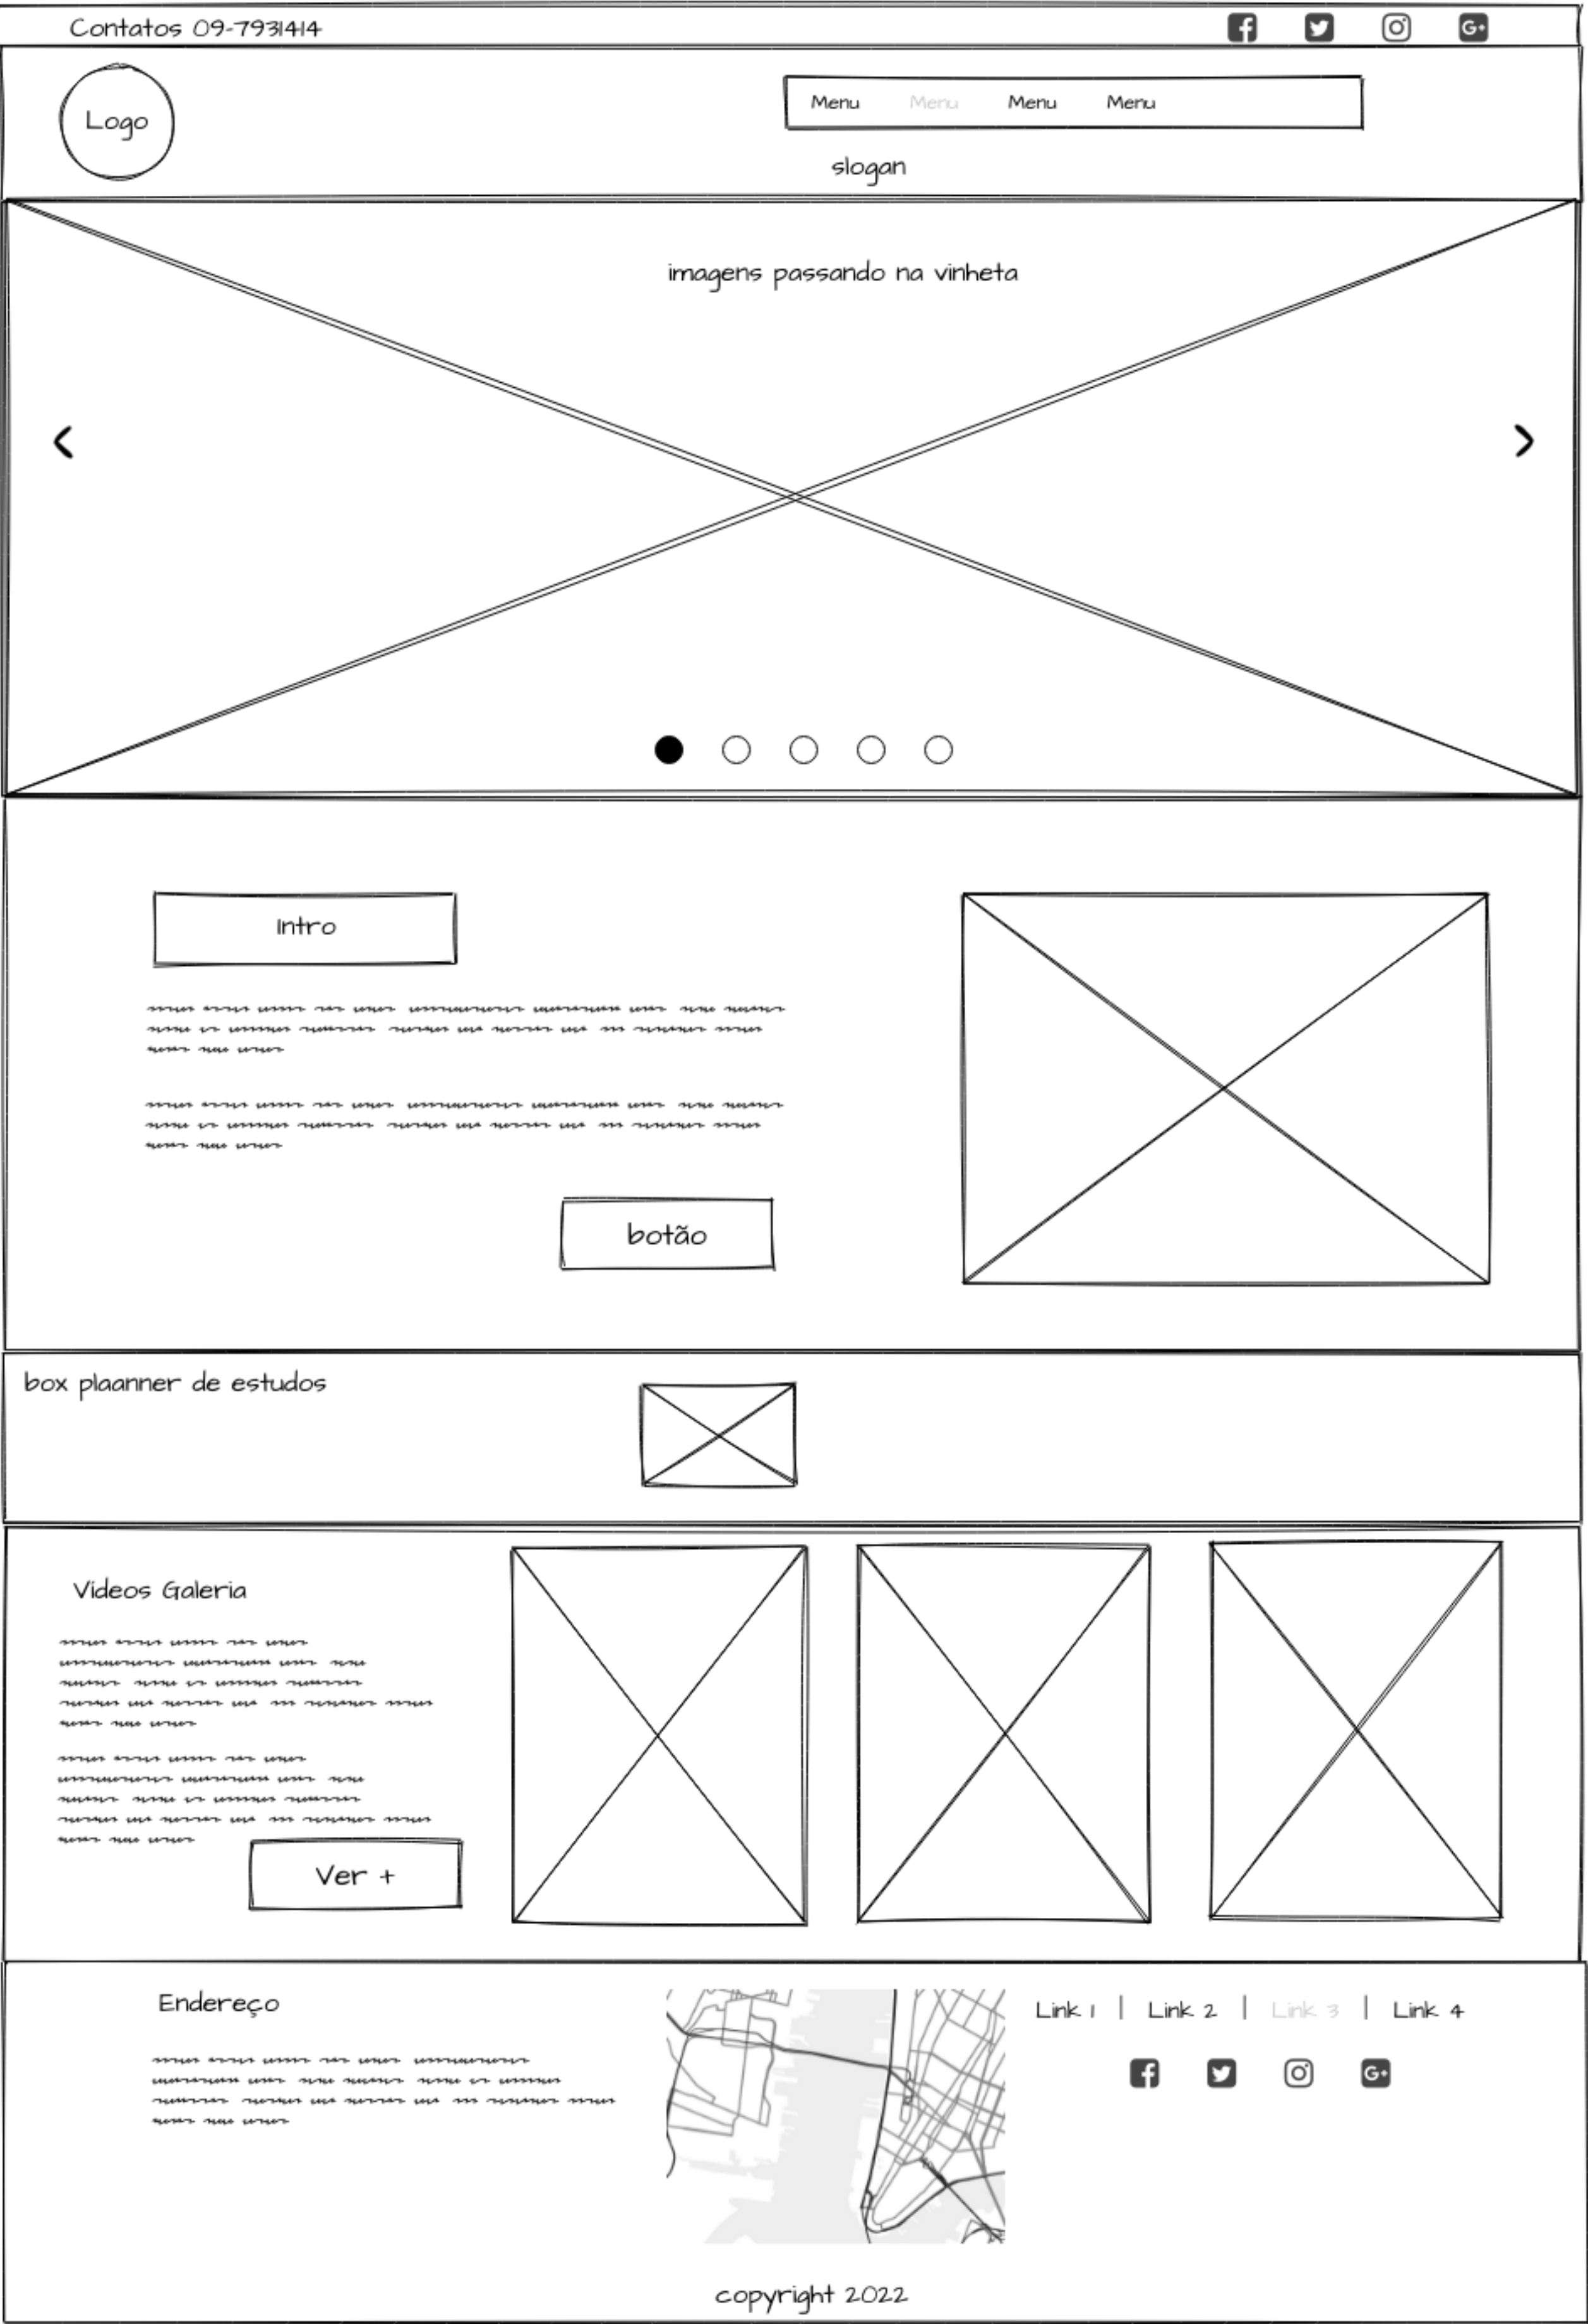 Contatos 09-7931414
Logo
Menu Menu Menu Menu
slogan
imagens passando na vinheta
Intro
botão
box plaanner de estudos
Videos Galeria
Ver +
Endereço
Link 1 | Link 2 | Link 3 | Link 4
copyright 2022